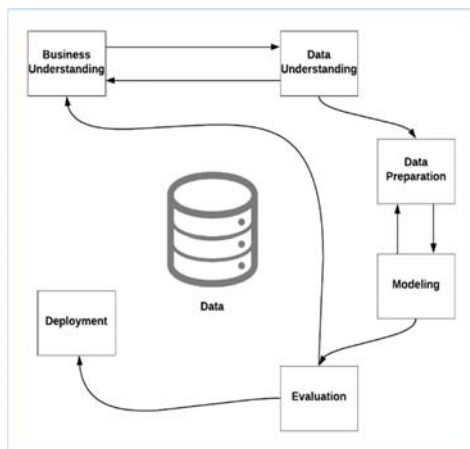 Business
Understanding
Data
Understanding
Data
Preparation
Modeling
Data
Deployment
Evaluation